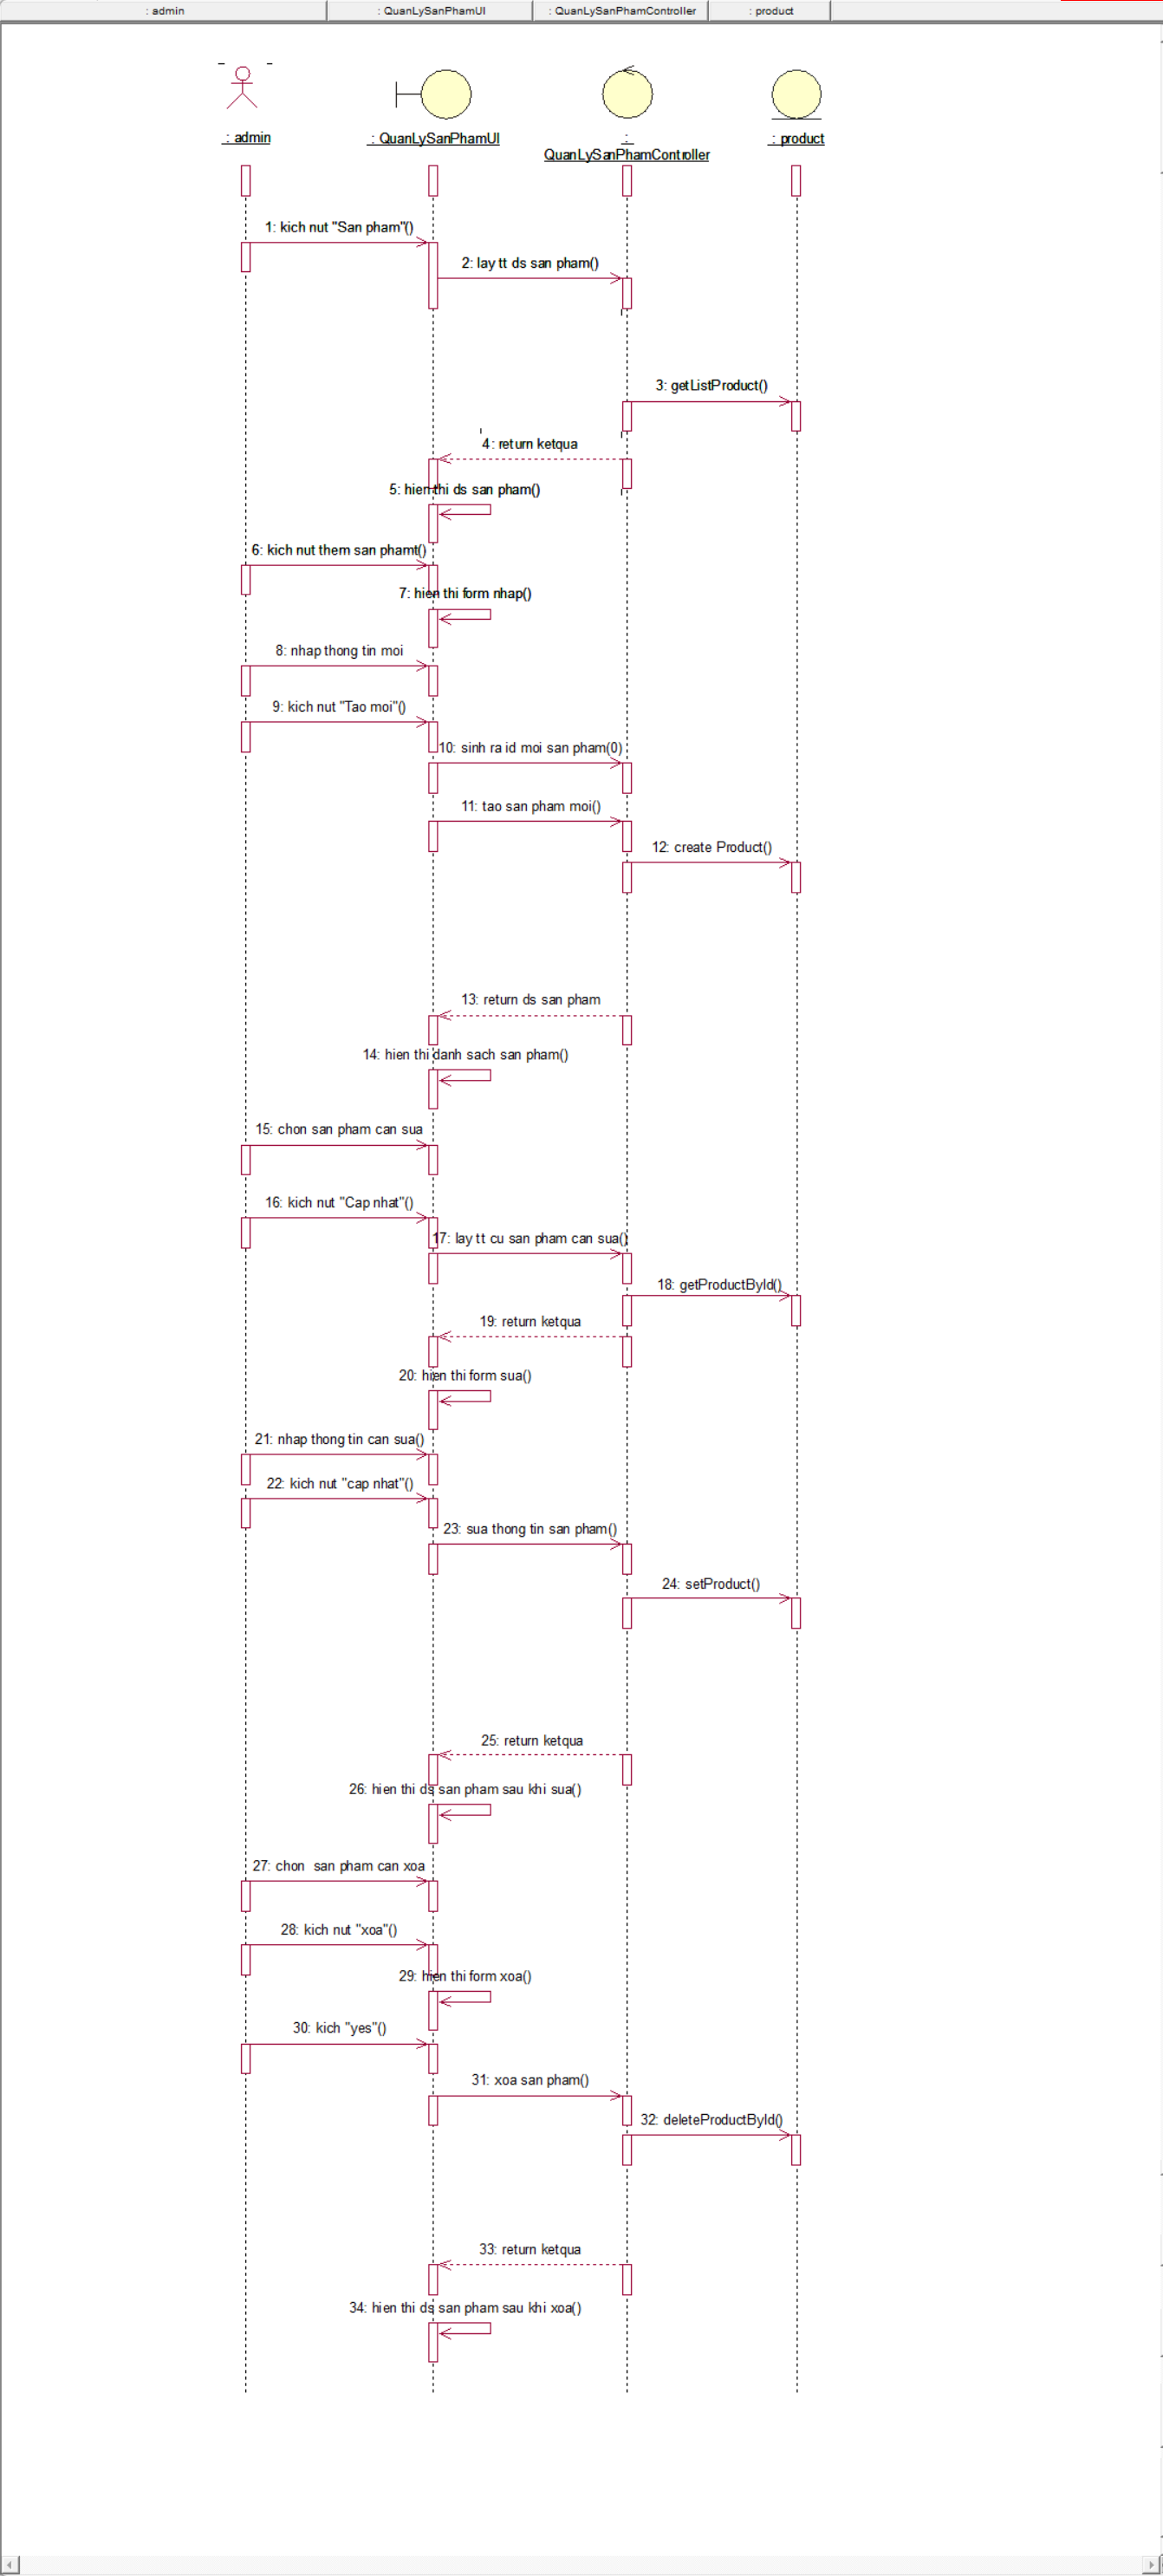 : admin
: QuanLySanPhamUI
: QuanLySanPhamController
: product
: admin
: QuanLySanPhamUI
:
QuanLySanPhamController
: product
1: kich nut "San pham"()
2: lay tt ds san pham()
3: getListProduct()
4: return ketqua
5: hien thi ds san pham()
6: kich nut them san phamt()
7: hien thi form nhap()
8: nhap thong tin moi
9: kich nut "Tao moi"()
10: sinh ra id moi san pham(0)
11: tao san pham moi()
12: create Product()
13: return ds san pham
14: hien thi danh sach san pham()
15: chon san pham can sua
16: kich nut "Cap nhat"()
17: lay tt cu san pham can sua()
18: getProductById()
19: return ketqua
20: hien thi form sua()
21: nhap thong tin can sua()
22: kich nut "cap nhat"()
23: sua thong tin san pham()
24: setProduct()
25: return ketqua
26: hien thi ds san pham sau khi sua()
27: chon  san pham can xoa
28: kich nut "xoa"()
29: hien thi form xoa()
30: kich "yes"()
31: xoa san pham()
32: deleteProductById()
33: return ketqua
34: hien thi ds san pham sau khi xoa()